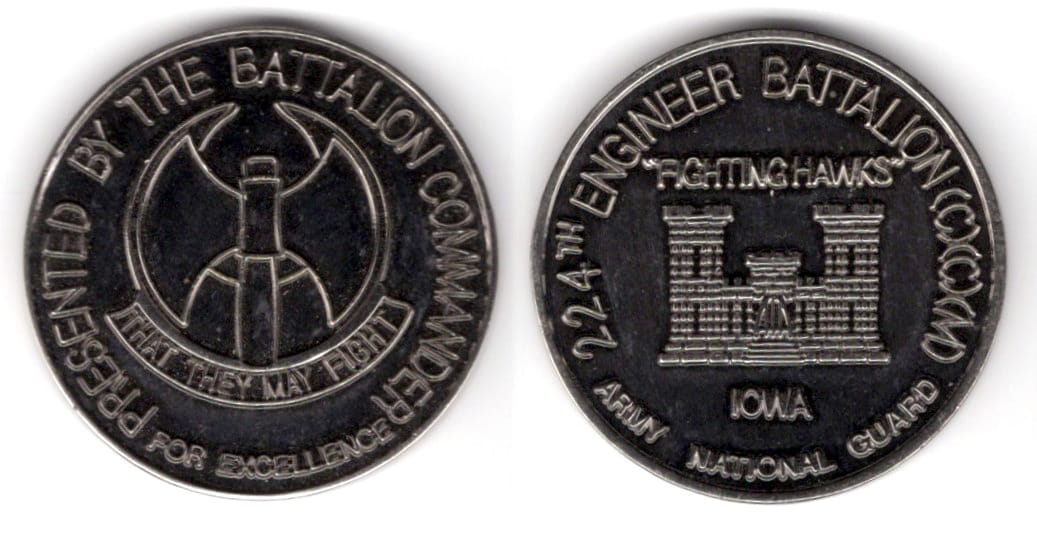 PRESENTED BY THE BATTALION COMMANDER
FOR EXCELLENCE
THAT THEY MAY FIGHT
224TH ENGINEER BATTALION
"FIGHTING HAWKS"
IOWA
ARMY NATIONAL GUARD